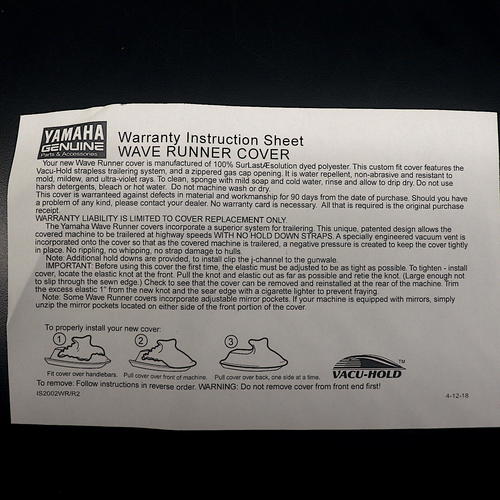 YAMAHA
GENUINE
Parts & Accessories
Warranty Instruction Sheet
WAVE RUNNER COVER
Your new Wave Runner cover is manufactured of 100% SurLastÆsolution dyed polyester. This custom fit cover features the
Vacu-Hold strapless trailering system, and a zippered gas cap opening. It is water repellent, non-abrasive and resistant to
mold, mildew, and ultra-violet rays. To clean, sponge with mild soap and cold water, rinse and allow to drip dry. Do not use
harsh detergents, bleach or hot water. Do not machine wash or dry.
This cover is warranted against defects in material and workmanship for 90 days from the date of purchase. Should you have
a problem of any kind, please contact your dealer. No warranty card is necessary. All that is required is the original purchase
receipt.
WARRANTY LIABILITY IS LIMITED TO COVER REPLACEMENT ONLY.
The Yamaha Wave Runner covers incorporate a superior system for trailering. This unique, patented design allows the
covered machine to be trailered at highway speeds WITH NO HOLD DOWN STRAPS. A specially engineered vacuum vent is
incorporated onto the cover so that as the covered machine is trailered, a negative pressure is created to keep the cover tightly
in place. No rippling, no whipping, no strap damage to hulls.
Note: Additional hold downs are provided, to install clip the j-channel to the gunwale.
IMPORTANT: Before using this cover the first time, the elastic must be adjusted to be as tight as possible. To tighten - install
cover, locate the elastic knot at the front. Pull the knot and elastic out as far as possible and retie the knot. (Large enough not
to slip through the sewn edge.) Check to see that the cover can be removed and reinstalled at the rear of the machine. Trim
the excess elastic 1" from the new knot and the sear edge with a cigarette lighter to prevent fraying.
Note: Some Wave Runner covers incorporate adjustable mirror pockets. If your machine is equipped with mirrors, simply
unzip the mirror pockets located on either side of the front portion of the cover.
To properly install your new cover:
1 2 3
Fit cover over handlebars. Pull cover over front of machine. Pull cover over back, one side at a time.
VACU-HOLD TM
To remove: Follow instructions in reverse order. WARNING: Do not remove cover from front end first!
IS2002WR/R2
4-12-18